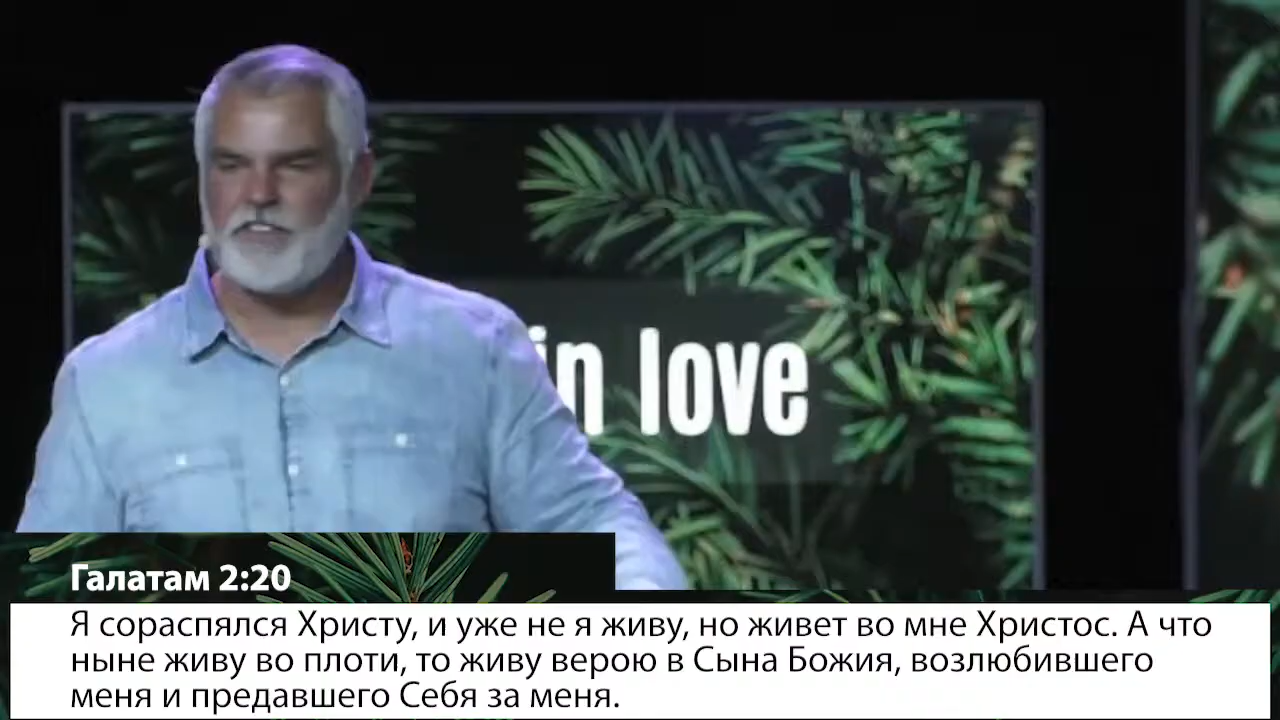 in love
Галатам 2:20
Я сораспялся Христу, и уже не я живу, но живет во мне Христос. А что
ныне живу во плоти, то живу верою в Сына Божия, возлюбившего
меня и предавшего Себя за меня.